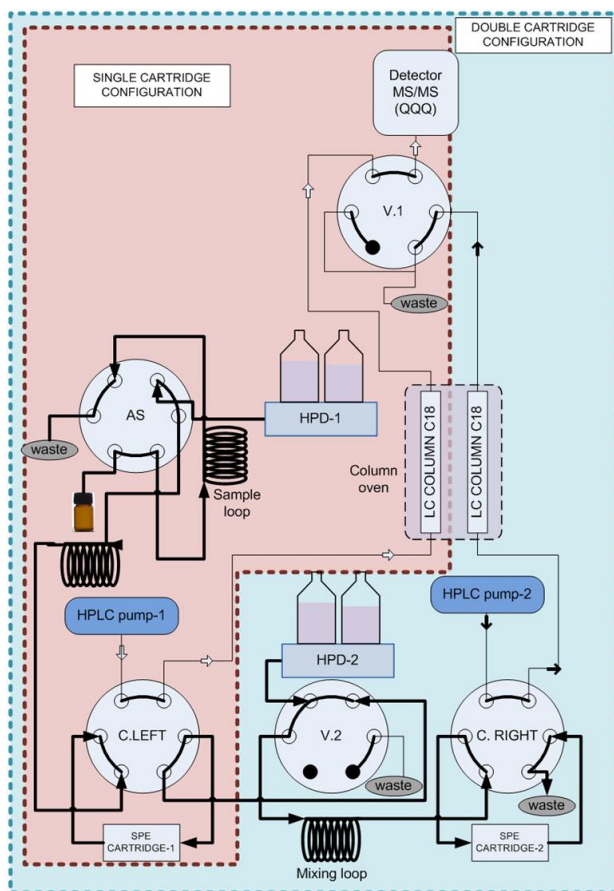 DOUBLE CARTRIDGE
CONFIGURATION
SINGLE CARTRIDGE
CONFIGURATION
Detector
MS/MS
(QQQ)
V.1
waste
AS
HPD-1
waste
Sample
loop
Column
oven
LC COLUMN C18
LC COLUMN C18
HPLC pump-1
HPLC pump-2
HPD-2
C.LEFT
V.2
C. RIGHT
waste
waste
SPE
CARTRIDGE-1
SPE
CARTRIDGE-2
Mixing loop